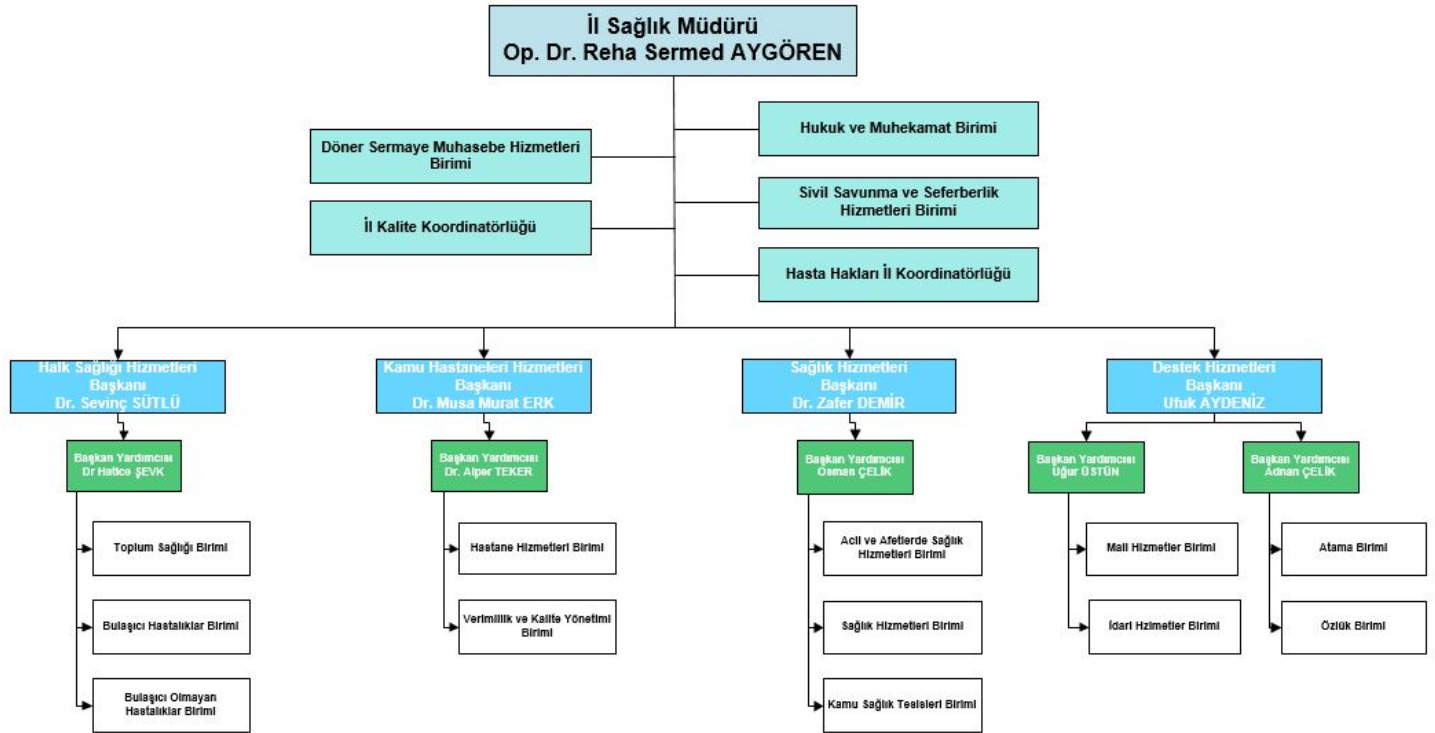 İl Sağlık Müdürü
Op. Dr. Reha Sermed AYGÖREN
Hukuk ve Muhekamat Birimi
Döner Sermaye Muhasebe Hizmetleri
Birimi
Sivil Savunma ve Seferberlik
Hizmetleri Birimi
İl Kalite Koordinatörlüğü
Hasta Hakları İl Koordinatörlüğü
Halk Sağlığı Hizmetleri
Başkanı
Dr. Sevinç SÜTLÜ
Kamu Hastaneleri Hizmetleri
Başkanı
Dr. Musa Murat ERK
Sağlık Hizmetleri
Başkanı
Dr. Zafer DEMİR
Destek Hizmetleri
Başkanı
Ufuk AYDENİZ
Başkan Yardımcısı
Dr Hatice ŞEVK
Başkan Yardımcısı
Dr. Alper TEKER
Başkan Yardımcısı
Osman ÇELİK
Başkan Yardımcısı
Uğur ÜSTÜN
Başkan Yardımcısı
Adnan ÇELİK
Toplum Sağlığı Birimi
Hastane Hizmetleri Birimi
Acil ve Afetlerde Sağlık
Hizmetleri Birimi
Mali Hizmetler Birimi
Atama Birimi
Bulaşıcı Hastalıklar Birimi
Verimlilik ve Kalite Yönetimi
Birimi
Sağlık Hizmetleri Birimi
İdari Hzimetler Birimi
Özlük Birimi
Bulaşıcı Olmayan
Hastalıklar Birimi
Kamu Sağlık Tesisleri Birimi